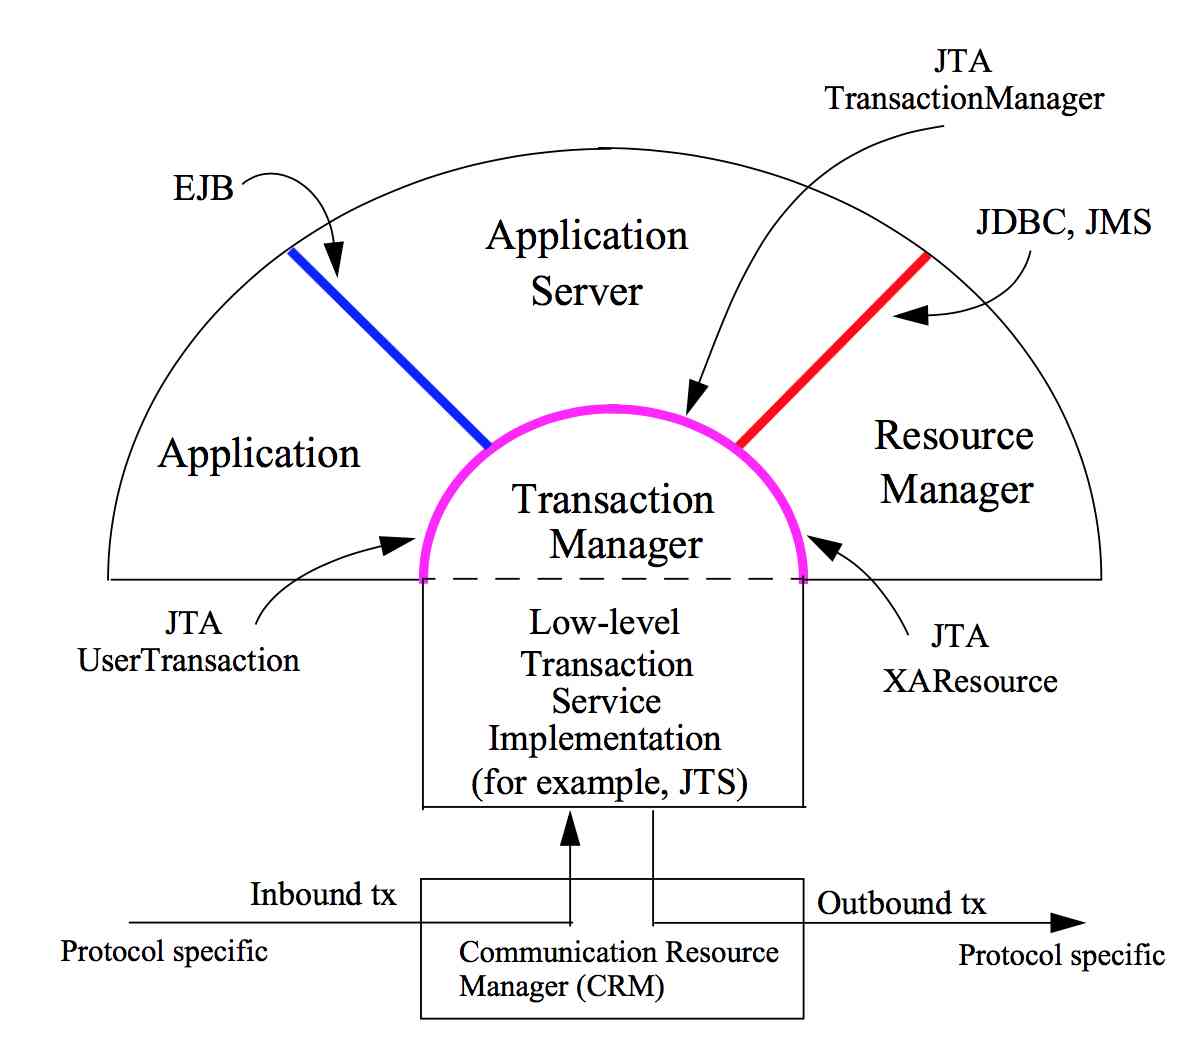 JTA
TransactionManager
EJB
JDBC, JMS
Application
Server
Application
Resource
Manager
Transaction
Manager
JTA
UserTransaction
Low-level
Transaction
Service
Implementation
(for example, JTS)
JTA
XAResource
Inbound tx
Outbound tx
Protocol specific
Communication Resource
Manager (CRM)
Protocol specific